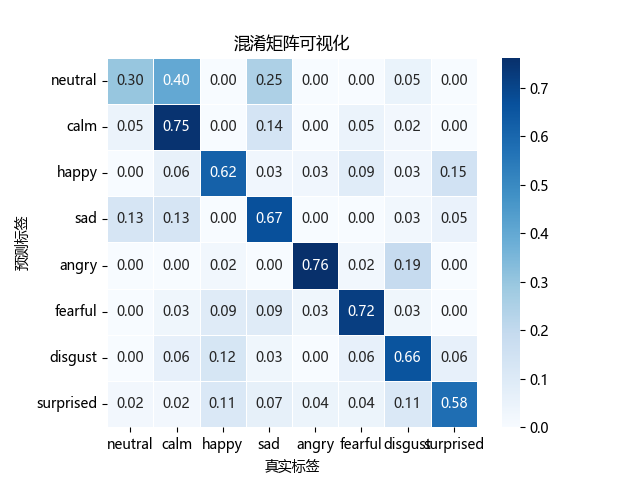 混淆矩阵可视化
neutral 0.30 0.40 0.00 0.25 0.00 0.00 0.05 0.00
calm 0.05 0.75 0.00 0.14 0.00 0.05 0.02 0.00
happy 0.00 0.06 0.62 0.03 0.03 0.09 0.03 0.15
sad 0.13 0.13 0.00 0.67 0.00 0.00 0.03 0.05
angry 0.00 0.00 0.02 0.00 0.76 0.02 0.19 0.00
fearful 0.00 0.03 0.09 0.09 0.03 0.72 0.03 0.00
disgust 0.00 0.06 0.12 0.03 0.00 0.06 0.66 0.06
surprised 0.02 0.02 0.11 0.07 0.04 0.04 0.11 0.58
neutral calm happy sad angry fearful disgust surprised
真实标签
预测标签
0.7
0.6
0.5
0.4
0.3
0.2
0.1
0.0